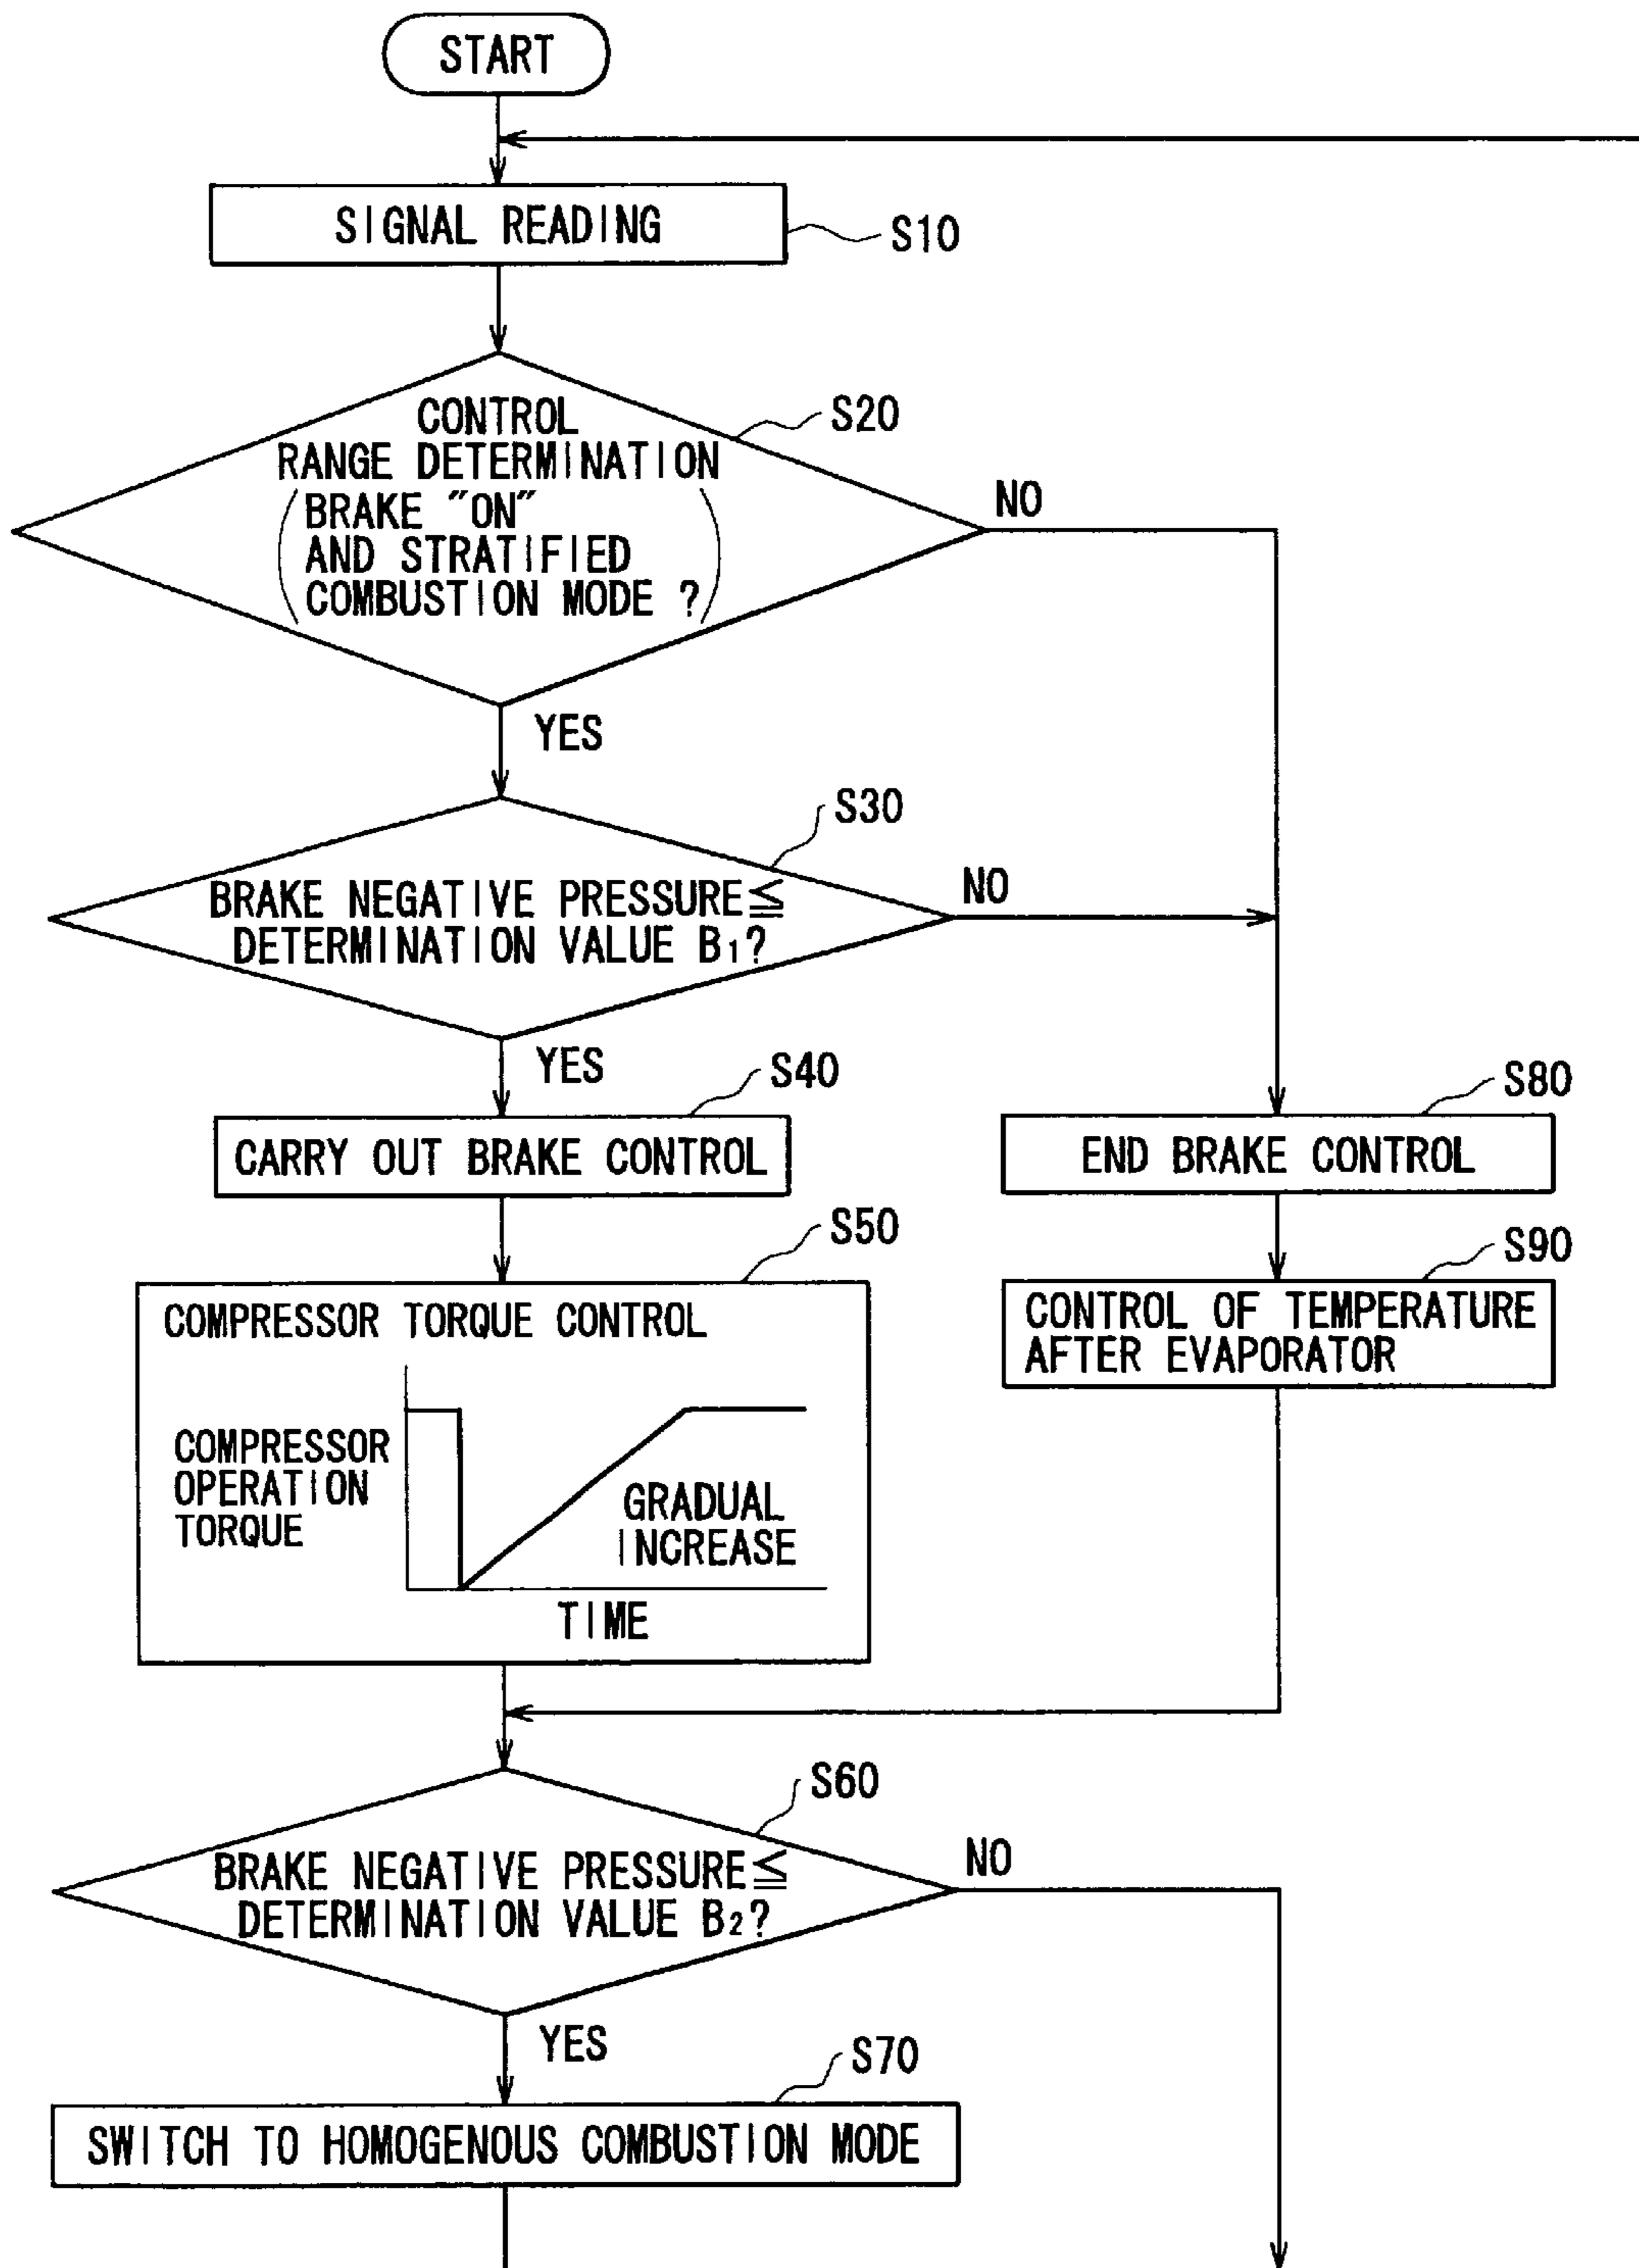 START
SIGNAL READING
S10
CONTROL
RANGE DETERMINATION
BRAKE "ON"
AND STRATIFIED
COMBUSTION MODE ?
S20
NO
YES
S30
BRAKE NEGATIVE PRESSURE≦
DETERMINATION VALUE B₁?
NO
YES
S40
CARRY OUT BRAKE CONTROL
S80
END BRAKE CONTROL
S50
COMPRESSOR TORQUE CONTROL
COMPRESSOR
OPERATION
TORQUE
GRADUAL
INCREASE
TIME
S90
CONTROL OF TEMPERATURE
AFTER EVAPORATOR
S60
BRAKE NEGATIVE PRESSURE≦
DETERMINATION VALUE B₂?
NO
YES
S70
SWITCH TO HOMOGENOUS COMBUSTION MODE